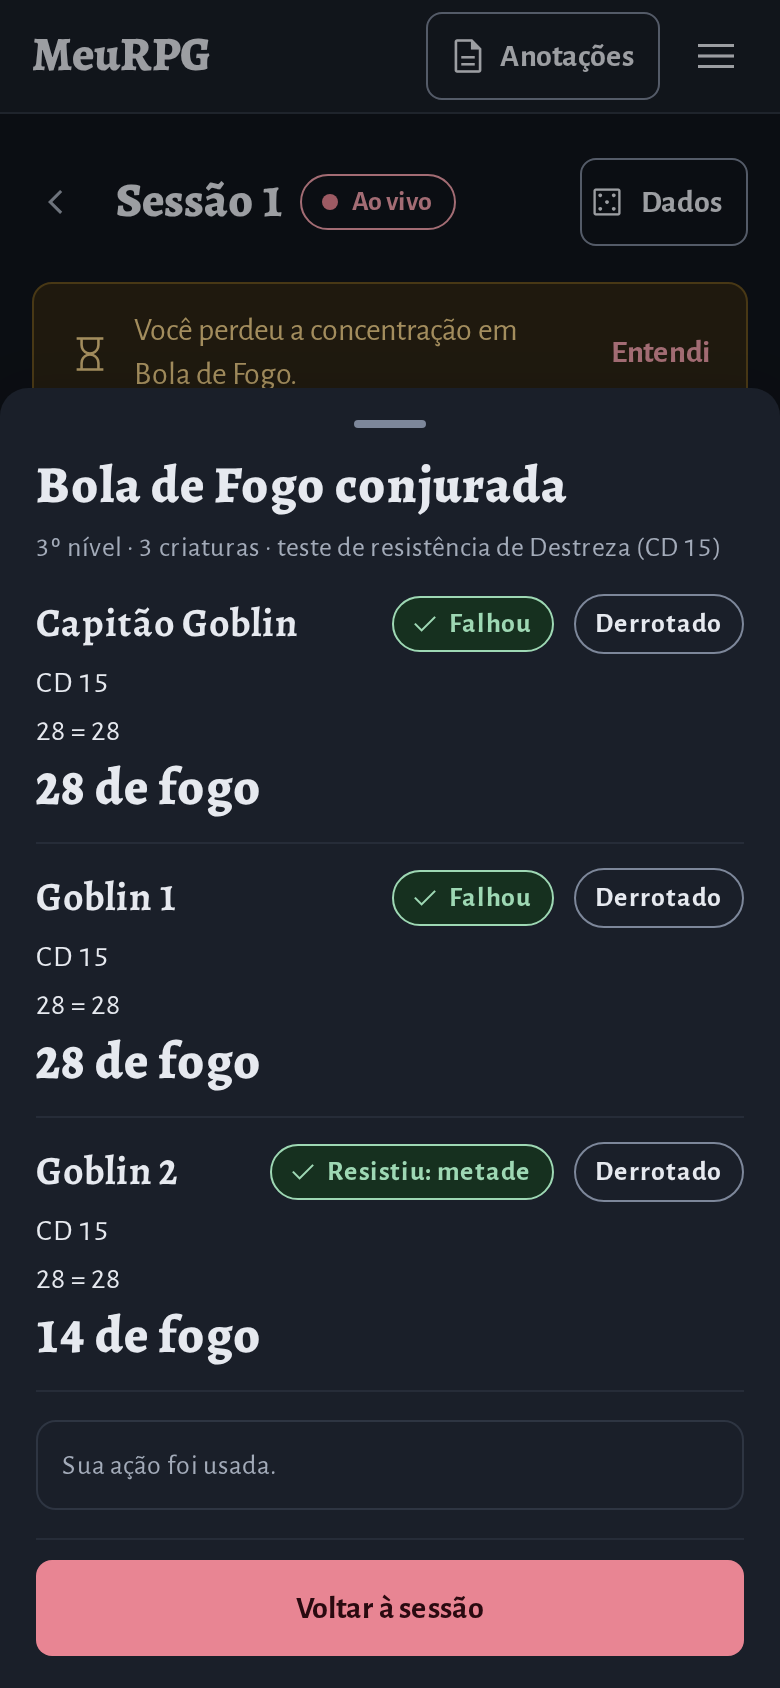 MeuRPG
Anotações
Sessão 1
Ao vivo
Dados
Você perdeu a concentração em
Bola de Fogo.
Entendi
Bola de Fogo conjurada
3º nível · 3 criaturas · teste de resistência de Destreza (CD 15)
Capitão Goblin
Falhou
Derrotado
CD 15
28 = 28
28 de fogo
Goblin 1
Falhou
Derrotado
CD 15
28 = 28
28 de fogo
Goblin 2
Resistiu: metade
Derrotado
CD 15
28 = 28
14 de fogo
Sua ação foi usada.
Voltar à sessão